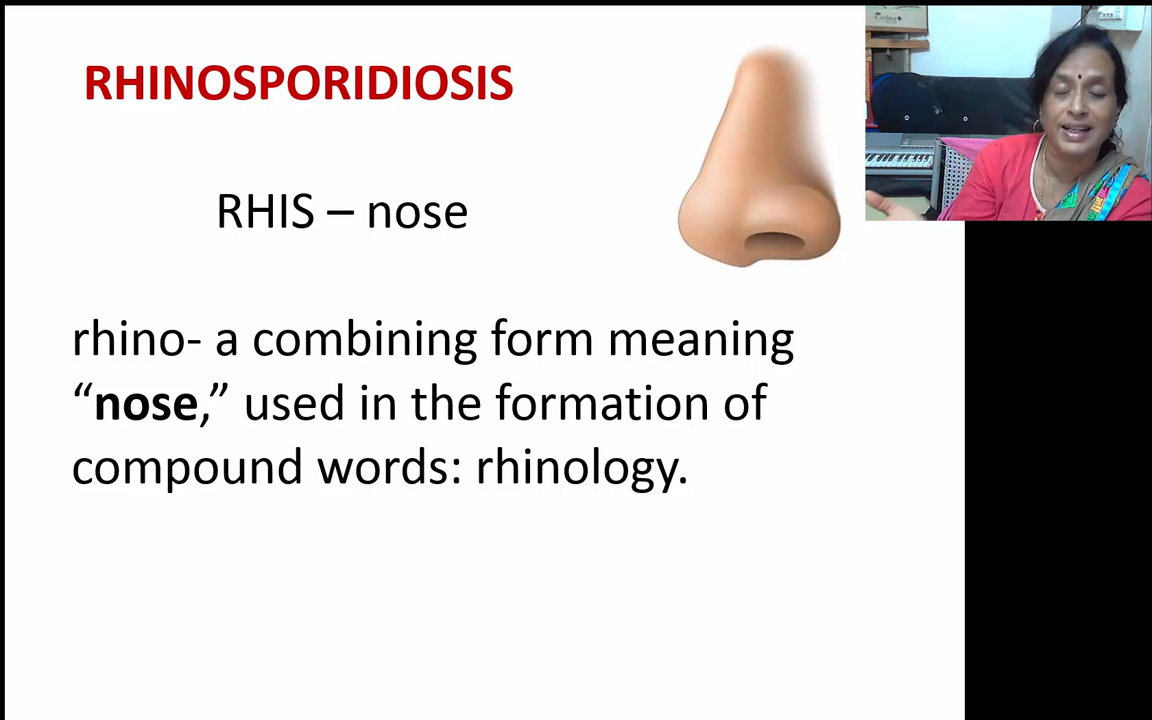 RHINOSPORIDIOSIS
RHIS – nose
rhino- a combining form meaning
“nose,” used in the formation of
compound words: rhinology.